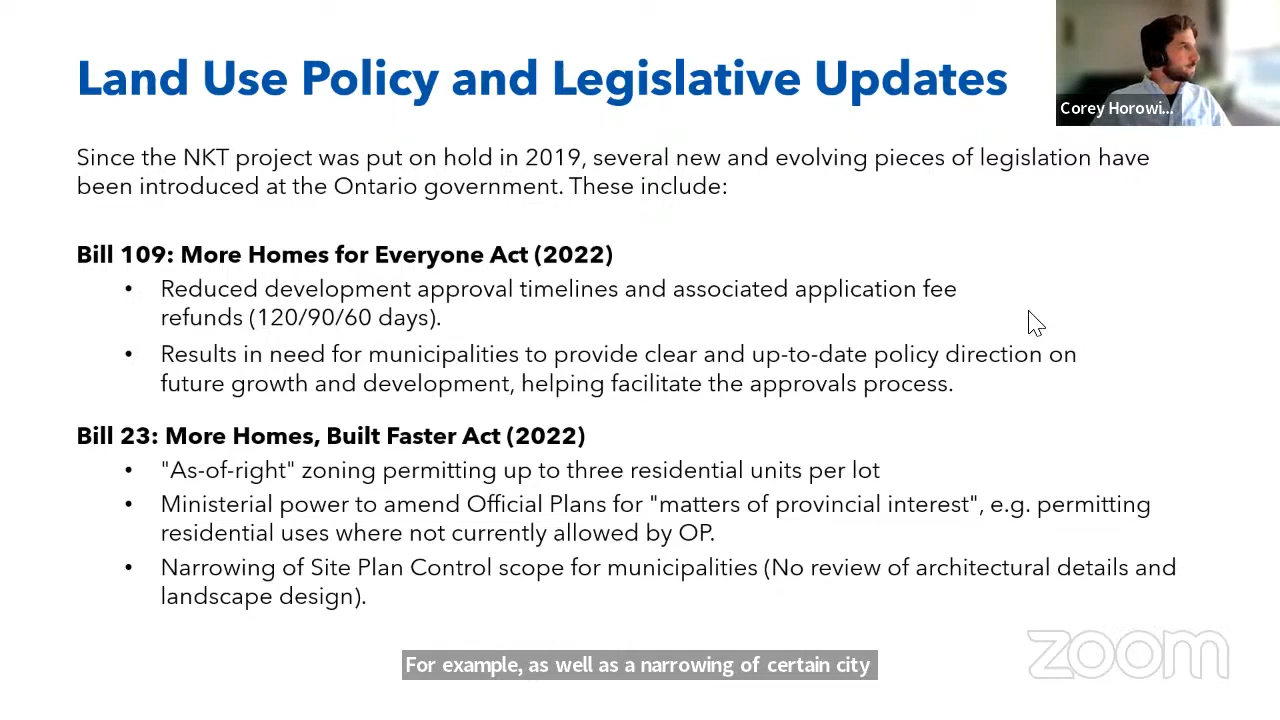 Land Use Policy and Legislative Updates
Corey Horowi...
Since the NKT project was put on hold in 2019, several new and evolving pieces of legislation have
been introduced at the Ontario government. These include:
Bill 109: More Homes for Everyone Act (2022)
• Reduced development approval timelines and associated application fee
refunds (120/90/60 days).
• Results in need for municipalities to provide clear and up-to-date policy direction on
future growth and development, helping facilitate the approvals process.
Bill 23: More Homes, Built Faster Act (2022)
• "As-of-right" zoning permitting up to three residential units per lot
• Ministerial power to amend Official Plans for "matters of provincial interest", e.g. permitting
residential uses where not currently allowed by OP.
• Narrowing of Site Plan Control scope for municipalities (No review of architectural details and
landscape design).
For example, as well as a narrowing of certain city
zoom